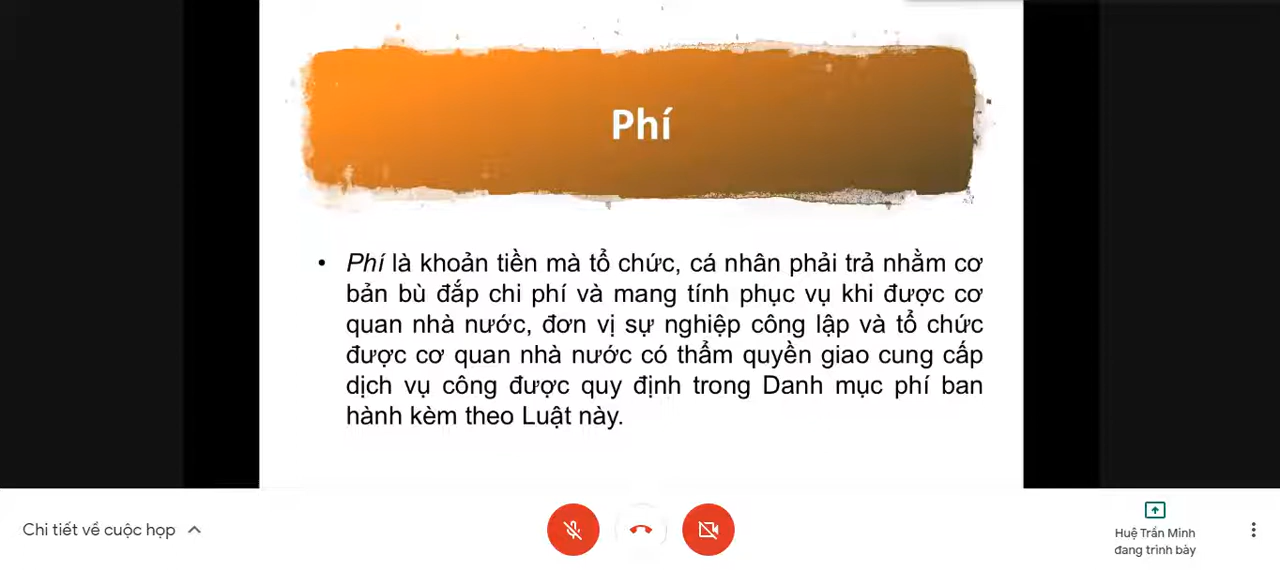 Phí
• Phí là khoản tiền mà tổ chức, cá nhân phải trả nhằm cơ
bản bù đắp chi phí và mang tính phục vụ khi được cơ
quan nhà nước, đơn vị sự nghiệp công lập và tổ chức
được cơ quan nhà nước có thẩm quyền giao cung cấp
dịch vụ công được quy định trong Danh mục phí ban
hành kèm theo Luật này.
Chi tiết về cuộc họp
Huệ Trần Minh
đang trình bày